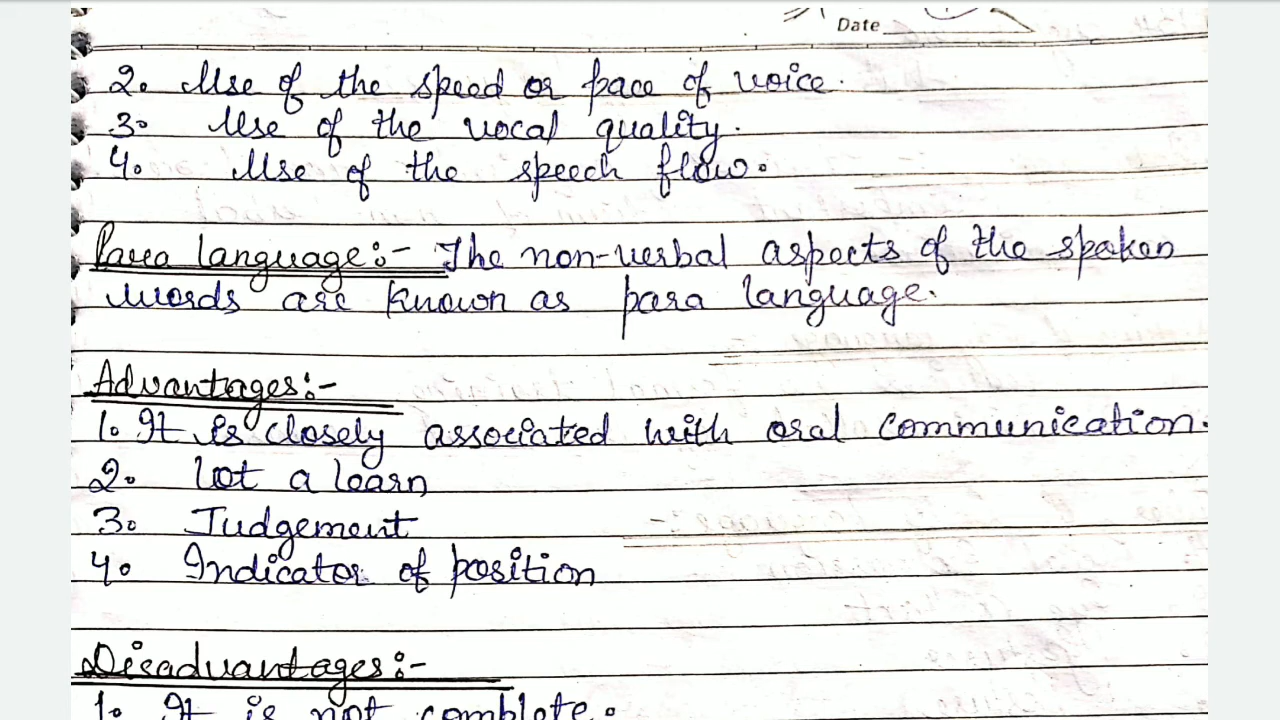 Date
2. Use of the speed or pace of voice.
3. Use of the vocal quality.
4. Use of the speech flow.
Para language:- The non-verbal aspects of the spoken
words are known as para language.
Advantages:-
1. It is closely associated with oral communication.
2. Lot a learn
3. Judgement
4. Indicator of position
Disadvantages:-
1. It is not complete.